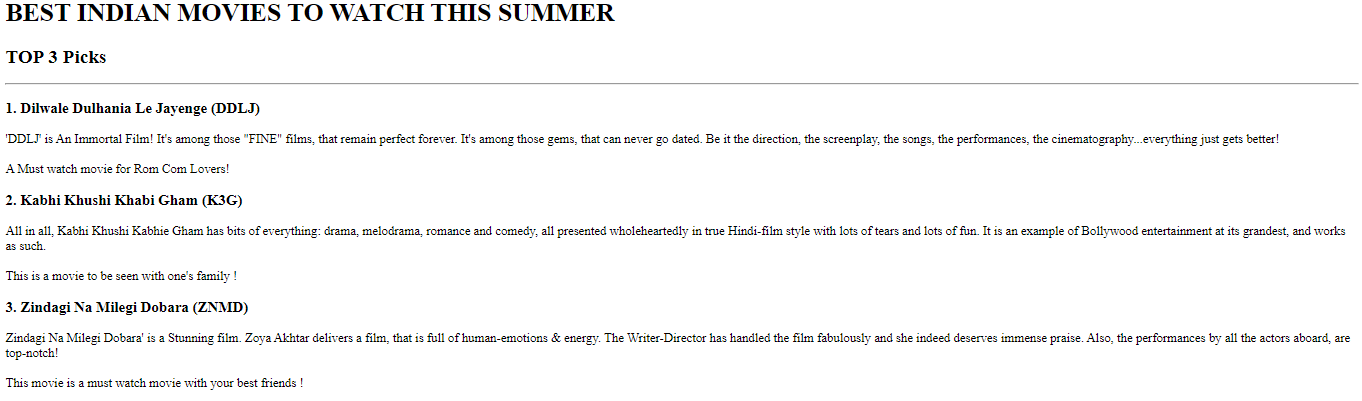 BEST INDIAN MOVIES TO WATCH THIS SUMMER
TOP 3 Picks
1. Dilwale Dulhania Le Jayenge (DDLJ)
'DDLJ' is An Immortal Film! It's among those "FINE" films, that remain perfect forever. It's among those gems, that can never go dated. Be it the direction, the screenplay, the songs, the performances, the cinematography...everything just gets better!
A Must watch movie for Rom Com Lovers!
2. Kabhi Khushi Khabi Gham (K3G)
All in all, Kabhi Khushi Kabhie Gham has bits of everything: drama, melodrama, romance and comedy, all presented wholeheartedly in true Hindi-film style with lots of tears and lots of fun. It is an example of Bollywood entertainment at its grandest, and works
as such.
This is a movie to be seen with one's family !
3. Zindagi Na Milegi Dobara (ZNMD)
Zindagi Na Milegi Dobara' is a Stunning film. Zoya Akhtar delivers a film, that is full of human-emotions & energy. The Writer-Director has handled the film fabulously and she indeed deserves immense praise. Also, the performances by all the actors aboard, are
top-notch!
This movie is a must watch movie with your best friends !